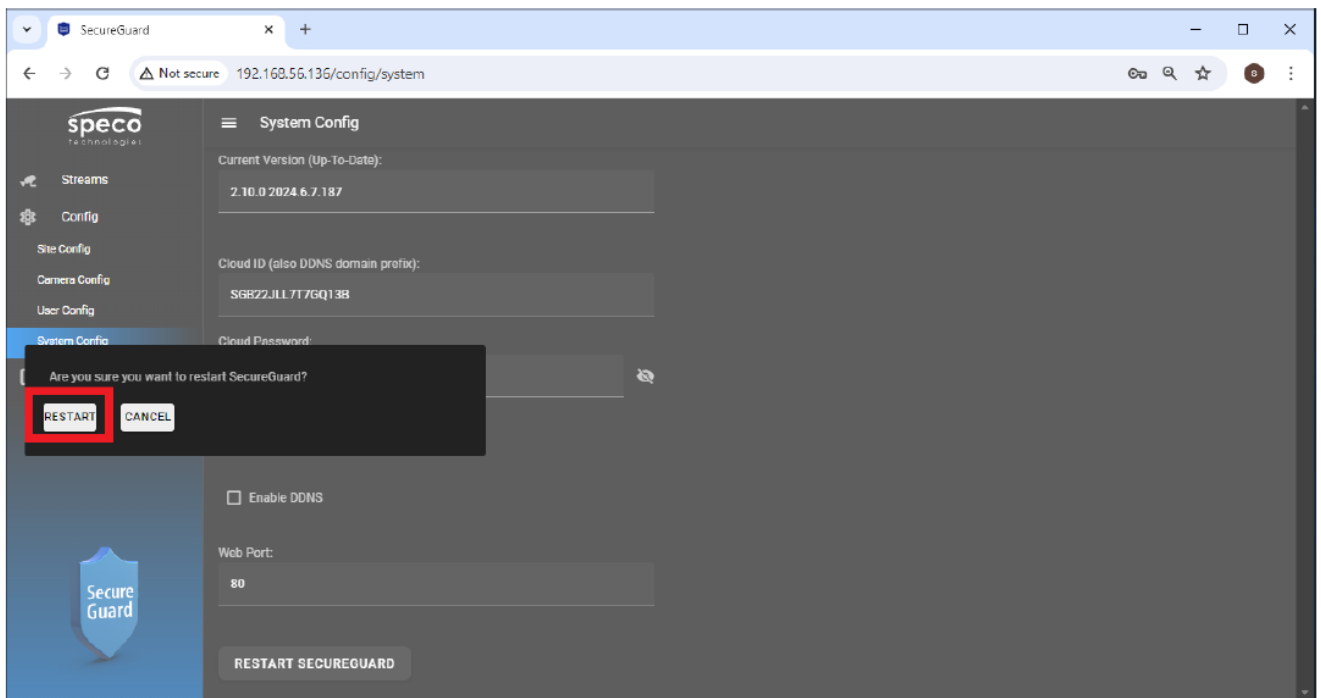 SecureGuard
Not secure 192.168.56.136/config/system
S
speco
technologies
System Config
Current Version (Up-To-Date):
2.10.0 2024.6.7.187
Streams
Config
Site Config
Camera Config
User Config
System Config
Cloud ID (also DDNS domain prefix):
SGB22JLL7T7GQ13B
Cloud Password:
Are you sure you want to restart SecureGuard?
RESTART CANCEL
Enable DDNS
Web Port:
80
RESTART SECUREGUARD
Secure
Guard